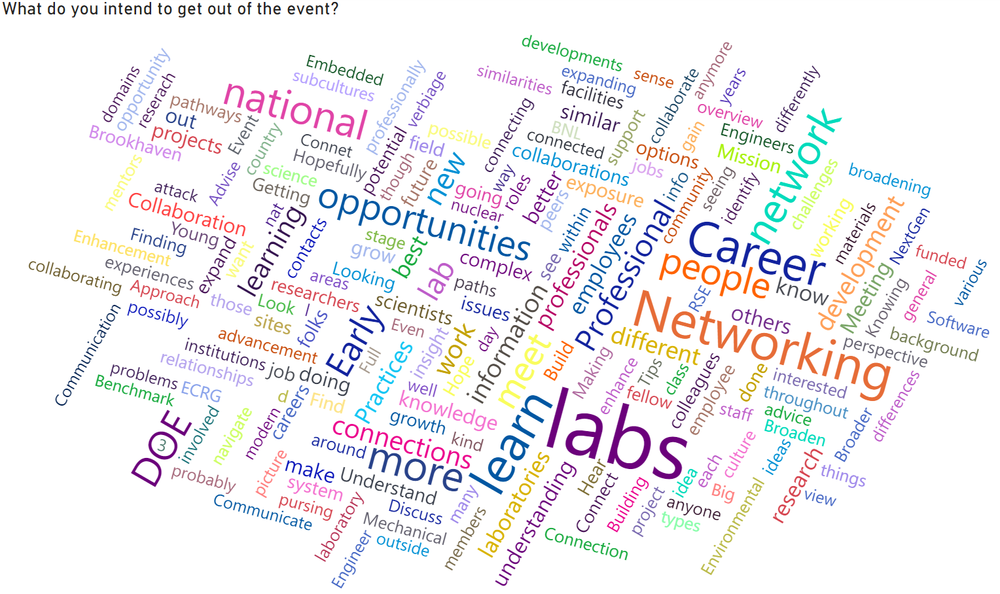 What do you intend to get out of the event?
developments
anymore
Embedded
similarities
expanding
sense
collaborate
years
differently
domains
opportunity
reserach
subcultures
professionally
verbiage
facilities
national
pathways
out
connecting
similar
overview
network
Brookhaven
projects
Event
country
Connet
potential
field
possible
BNL
connected
support
gain
Engineers
mentors
Hopefully
though
future
new
way
collaborations
options
Mission
science
Advise
Getting
going
roles
better
exposure
jobs
info
community
seeing
identify
challenges
broadening
attack
Collaboration
nat
opportunities
nuclear
peers
within
Young
learning
contacts
stage
best
professionals
employees
Professional
Career
working
materials
development
NextGen
Enhancement
Finding
expand
want
grow
complex
see
people
funded
collaborating
experiences
Approach
areas
Looking
lab
paths
know
Meeting
general
various
those
Look
I
researchers
scientists
issues
information
RSE
others
Knowing
Software
possibly
sites
folks
Early
Even
insight
work
day
different
Networking
perspective
background
Communication
institutions
advancement
Full
Practices
Hope
meet
Build
Making
enhance
Tips
class
colleagues
employee
done
interested
differences
problems
relationships
job
doing
well
knowledge
learn
labs
fellow
staff
throughout
advice
Benchmark
ECRG
d
careers
Find
growth
kind
Broaden
Broader
DOE
3
involved
navigate
modern
connections
around
more
culture
each
ideas
research
things
probably
picture
make
Understand
many
laboratories
understanding
Hear
Connect
Building
idea
Big
view
system
pursing
Communicate
laboratory
Discuss
members
project
anyone
types
Environmental
Mechanical
Engineer
outside
Connection